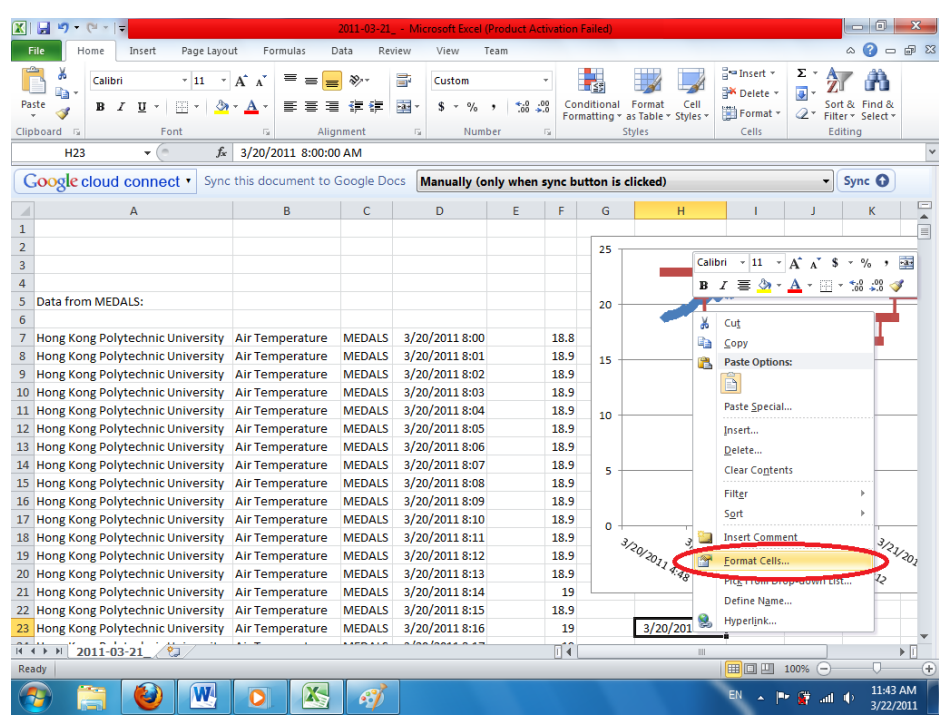 2011-03-21_ - Microsoft Excel (Product Activation Failed)
File Home Insert Page Layout Formulas Data Review View Team
Paste
Calibri 11
Custom
Conditional Formatting
Format as Table
Cell Styles
Insert
Delete
Format
Sort & Filter
Find & Select
Clipboard Font Alignment Number Styles Cells Editing
H23 fx 3/20/2011 8:00:00 AM
Google cloud connect Sync this document to Google Docs Manually (only when sync button is clicked) Sync
A B C D E F G H I J K
1
2
3
4
5 Data from MEDALS:
6
7 Hong Kong Polytechnic University Air Temperature MEDALS 3/20/2011 8:00 18.8
8 Hong Kong Polytechnic University Air Temperature MEDALS 3/20/2011 8:01 18.9
9 Hong Kong Polytechnic University Air Temperature MEDALS 3/20/2011 8:02 18.9
10 Hong Kong Polytechnic University Air Temperature MEDALS 3/20/2011 8:03 18.9
11 Hong Kong Polytechnic University Air Temperature MEDALS 3/20/2011 8:04 18.9
12 Hong Kong Polytechnic University Air Temperature MEDALS 3/20/2011 8:05 18.9
13 Hong Kong Polytechnic University Air Temperature MEDALS 3/20/2011 8:06 18.9
14 Hong Kong Polytechnic University Air Temperature MEDALS 3/20/2011 8:07 18.9
15 Hong Kong Polytechnic University Air Temperature MEDALS 3/20/2011 8:08 18.9
16 Hong Kong Polytechnic University Air Temperature MEDALS 3/20/2011 8:09 18.9
17 Hong Kong Polytechnic University Air Temperature MEDALS 3/20/2011 8:10 18.9
18 Hong Kong Polytechnic University Air Temperature MEDALS 3/20/2011 8:11 18.9
19 Hong Kong Polytechnic University Air Temperature MEDALS 3/20/2011 8:12 18.9
20 Hong Kong Polytechnic University Air Temperature MEDALS 3/20/2011 8:13 18.9
21 Hong Kong Polytechnic University Air Temperature MEDALS 3/20/2011 8:14 19
22 Hong Kong Polytechnic University Air Temperature MEDALS 3/20/2011 8:15 18.9
23 Hong Kong Polytechnic University Air Temperature MEDALS 3/20/2011 8:16 19
25
20
15
10
5
0
3/20/2011 4:48
3/21/201
12
3/20/201
Calibri 11 A A $ % ,
B I A
Cut
Copy
Paste Options:
Paste Special...
Insert...
Delete...
Clear Contents
Filter
Sort
Insert Comment
Format Cells...
Pick From Drop-down List...
Define Name...
Hyperlink...
2011-03-21_
Ready 100%
EN 11:43 AM
3/22/2011